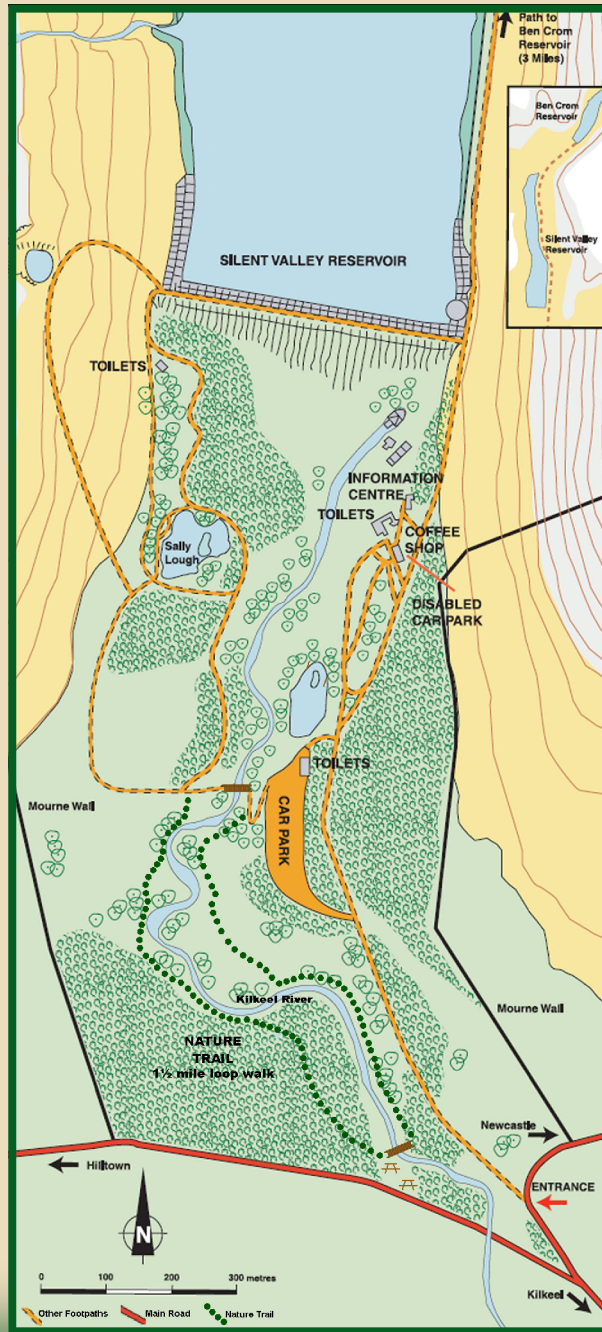 Path to
Ben Crom
Reservoir
(3 Miles)
Ben Crom
Reservoir
Silent Valley
Reservoir
SILENT VALLEY RESERVOIR
TOILETS
INFORMATION
CENTRE
TOILETS
COFFEE
SHOP
Sally
Lough
DISABLED
CAR PARK
TOILETS
Mourne Wall
CAR PARK
Kilkeel River
Mourne Wall
NATURE
TRAIL
1½ mile loop walk
Newcastle
Hilltown
ENTRANCE
N
Kilkeel
0 100 200 300 metres
Other Footpaths Main Road Nature Trail